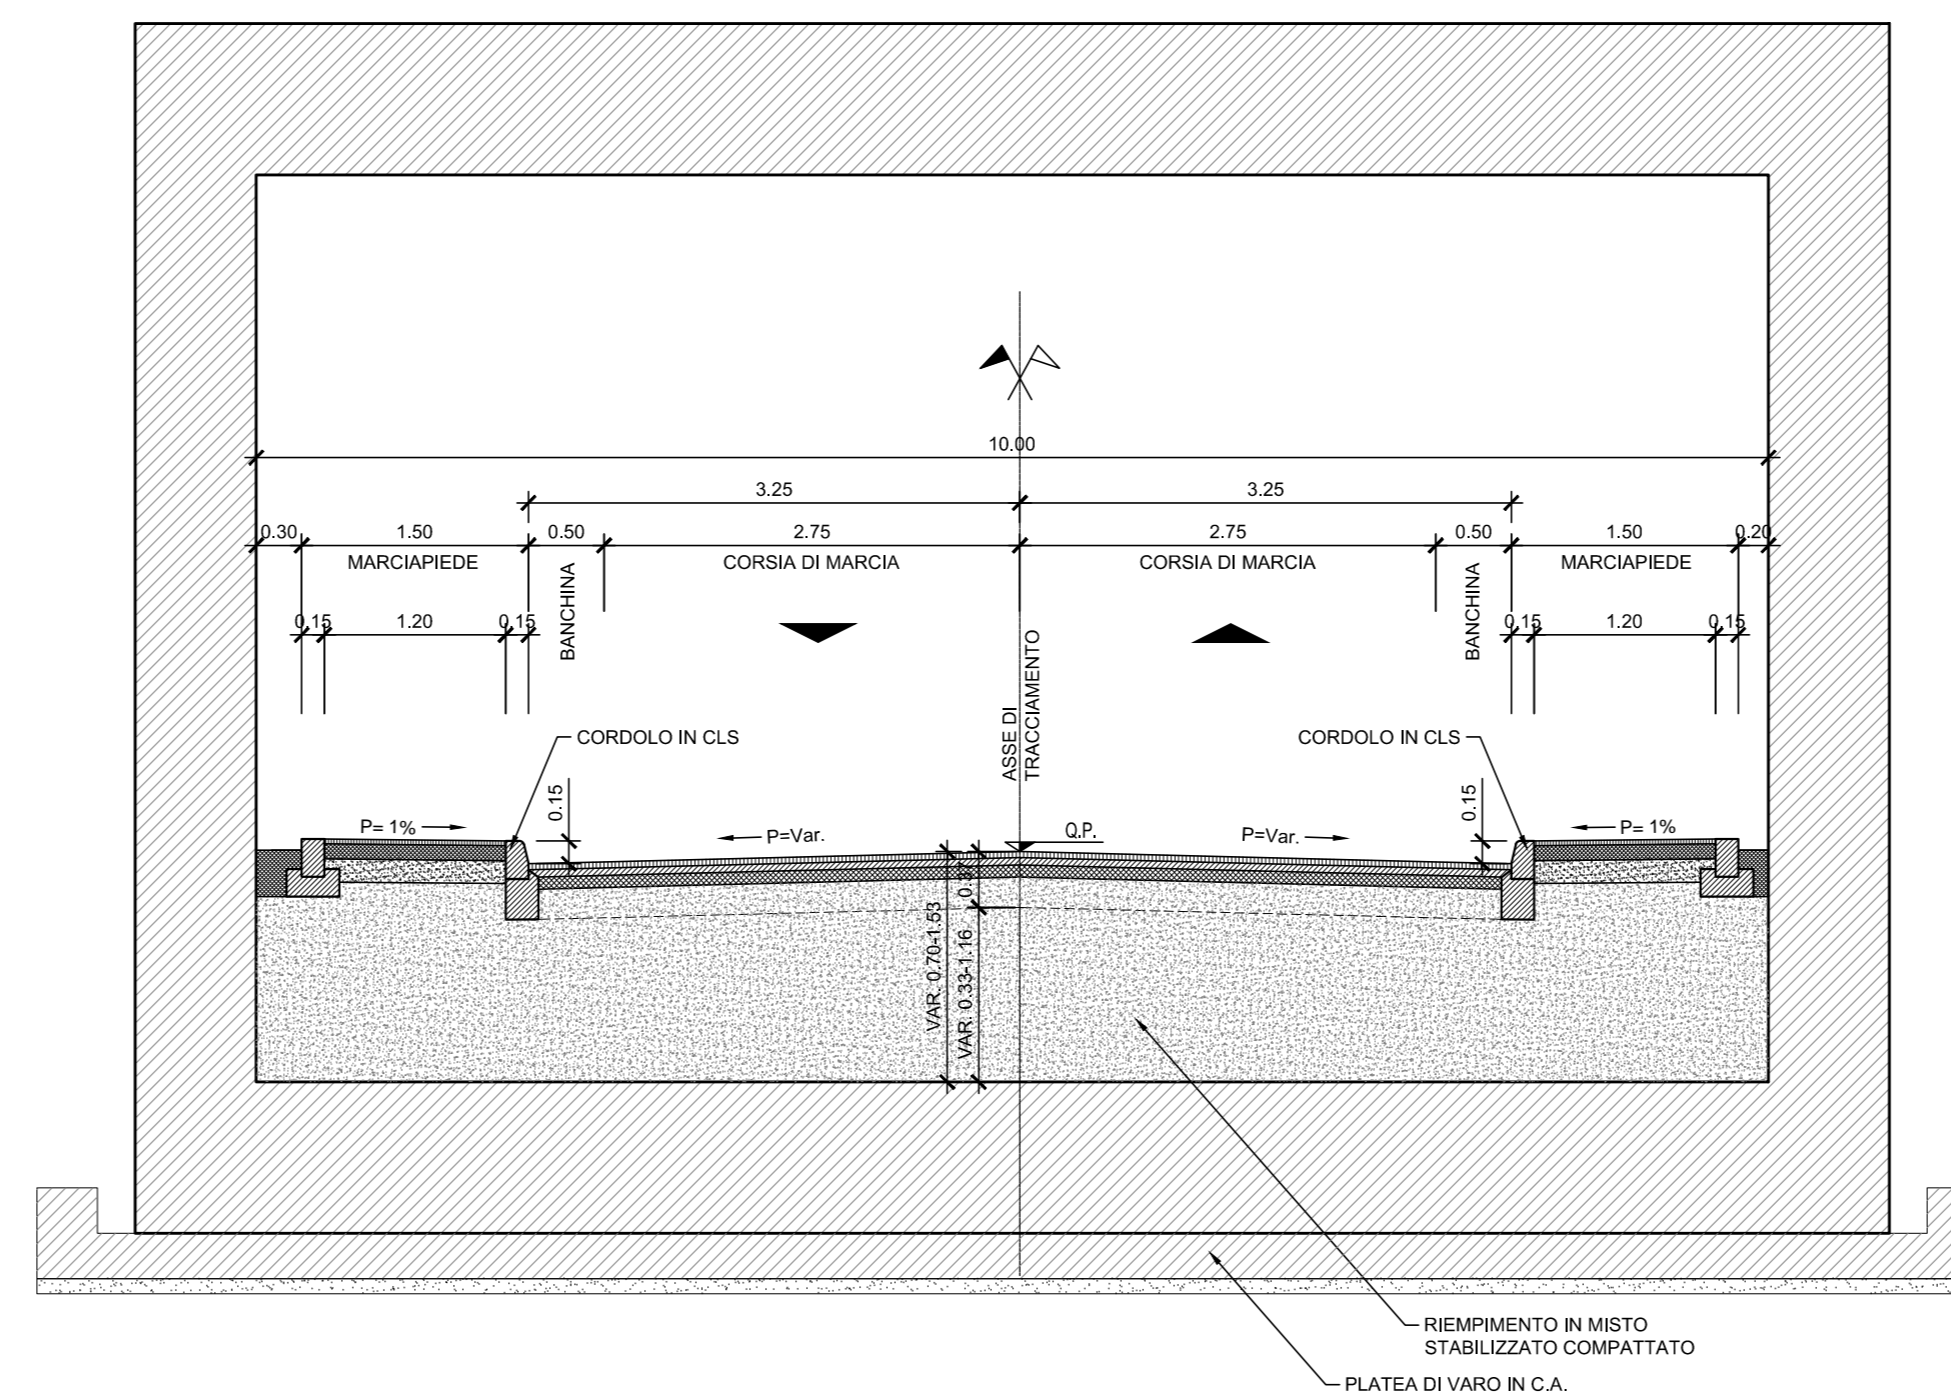 10.00
3.25 3.25
0.30 1.50 0.50 2.75 2.75 0.50 1.50 0.20
MARCIAPIEDE CORSIA DI MARCIA CORSIA DI MARCIA MARCIAPIEDE
BANCHINA BANCHINA
0.15 1.20 0.15 0.15 1.20 0.15
ASSE DI
TRACCIAMENTO
CORDOLO IN CLS CORDOLO IN CLS
0.15 0.15
P= 1% P=Var. Q.P. P=Var. P= 1%
0.37
VAR. 0.70-1.53
VAR. 0.33-1.16
RIEMPIMENTO IN MISTO
STABILIZZATO COMPATTATO
PLATEA DI VARO IN C.A.